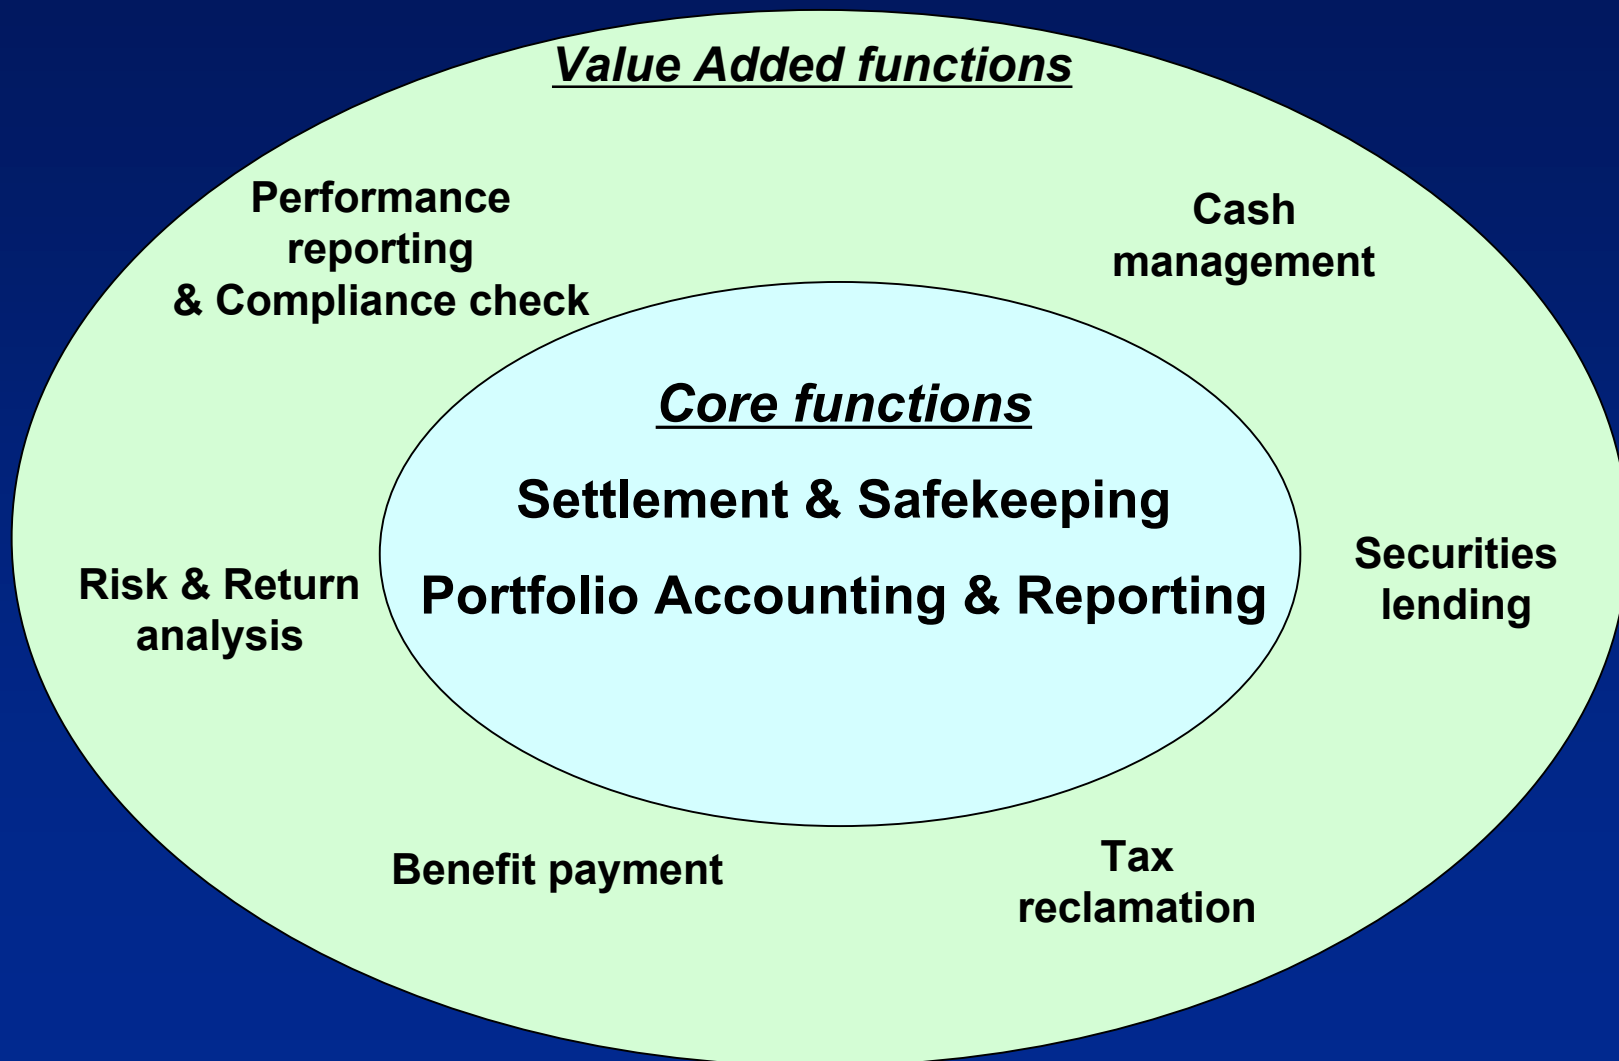 Value Added functions
Performance
reporting
& Compliance check
Cash
management
Core functions
Settlement & Safekeeping
Portfolio Accounting & Reporting
Risk & Return
analysis
Securities
lending
Benefit payment
Tax
reclamation